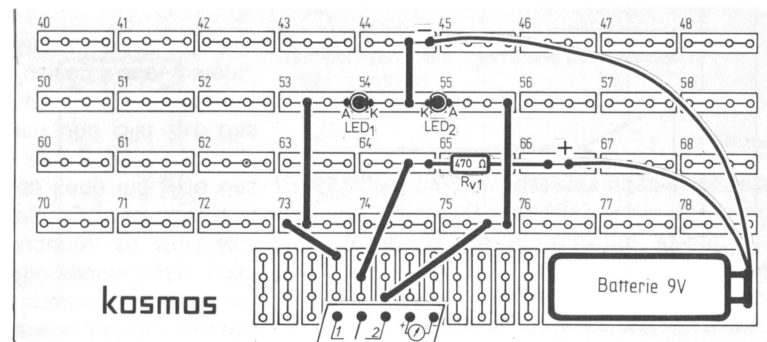 40 41 42 43 44 − 45 46 47 48
50 51 52 53 54 55 56 57 58
A K K A
LED1 LED2
60 61 62 63 64 65 66 + 67 68
470 Ω
RV1
70 71 72 73 74 75 76 77 78
kosmos
Batterie 9V
1 2 + −